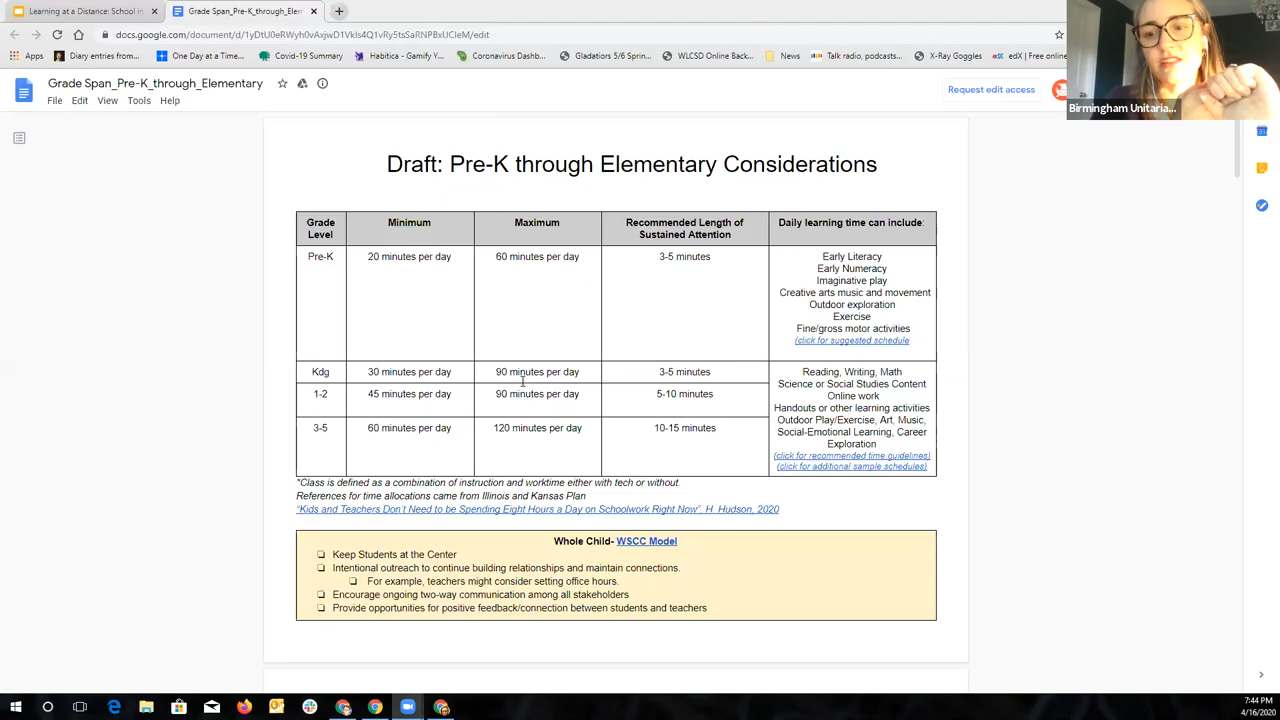 Learning at a Distance: School in
Grade Span_Pre-K_through_Elem
docs.google.com/document/d/1yDtU0eRWyh0vAxjwD1VkIs4Q1vRy5tsSaRNPBxUCIeM/edit
Apps
Diary entries from...
One Day at a Time...
Covid-19 Summary
Habitica - Gamify Y...
Coronavirus Dashb...
Gladiators 5/6 Sprin...
WLCSD Online Back...
News
Talk radio, podcasts...
X-Ray Goggles
edX | Free onlin
Grade Span_Pre-K_through_Elementary
File Edit View Tools Help
Request edit access
Birmingham Unitaria...
Draft: Pre-K through Elementary Considerations
Grade Level
Minimum
Maximum
Recommended Length of Sustained Attention
Daily learning time can include:
Pre-K
20 minutes per day
60 minutes per day
3-5 minutes
Early Literacy
Early Numeracy
Imaginative play
Creative arts music and movement
Outdoor exploration
Exercise
Fine/gross motor activities
(click for suggested schedule
Kdg
30 minutes per day
90 minutes per day
3-5 minutes
Reading, Writing, Math
Science or Social Studies Content
Online work
Handouts or other learning activities
Outdoor Play/Exercise, Art, Music,
Social-Emotional Learning, Career
Exploration
(click for recommended time guidelines)
(click for additional sample schedules)
1-2
45 minutes per day
90 minutes per day
5-10 minutes
3-5
60 minutes per day
120 minutes per day
10-15 minutes
*Class is defined as a combination of instruction and worktime either with tech or without.
References for time allocations came from Illinois and Kansas Plan
“Kids and Teachers Don’t Need to be Spending Eight Hours a Day on Schoolwork Right Now”, H. Hudson, 2020
Whole Child- WSCC Model
Keep Students at the Center
Intentional outreach to continue building relationships and maintain connections.
For example, teachers might consider setting office hours.
Encourage ongoing two-way communication among all stakeholders
Provide opportunities for positive feedback/connection between students and teachers
7:44 PM
4/16/2020